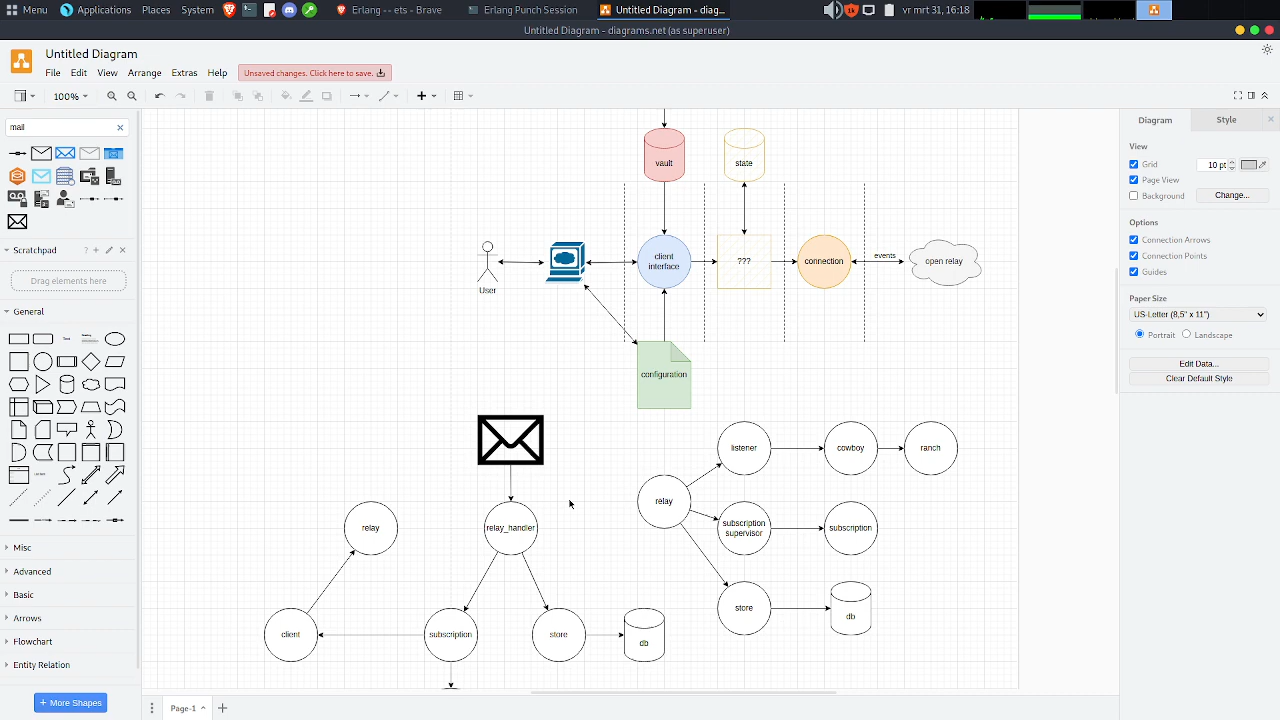 Menu Applications Places System Erlang -- ets - Brave Erlang Punch Session Untitled Diagram - diag... vr mrt 31, 16:18
Untitled Diagram - diagrams.net (as superuser)
Untitled Diagram
File Edit View Arrange Extras Help Unsaved changes. Click here to save.
100%
mail
Scratchpad
Drag elements here
General
Misc
Advanced
Basic
Arrows
Flowchart
Entity Relation
+ More Shapes
vault
state
User
client
interface
???
connection
events
open relay
configuration
relay
relay_handler
client
subscription
store
db
relay
listener
cowboy
ranch
subscription
supervisor
subscription
store
db
Page-1
Diagram Style
View
Grid 10 pt
Page View
Background Change...
Options
Connection Arrows
Connection Points
Guides
Paper Size
US-Letter (8,5" x 11")
Portrait Landscape
Edit Data...
Clear Default Style